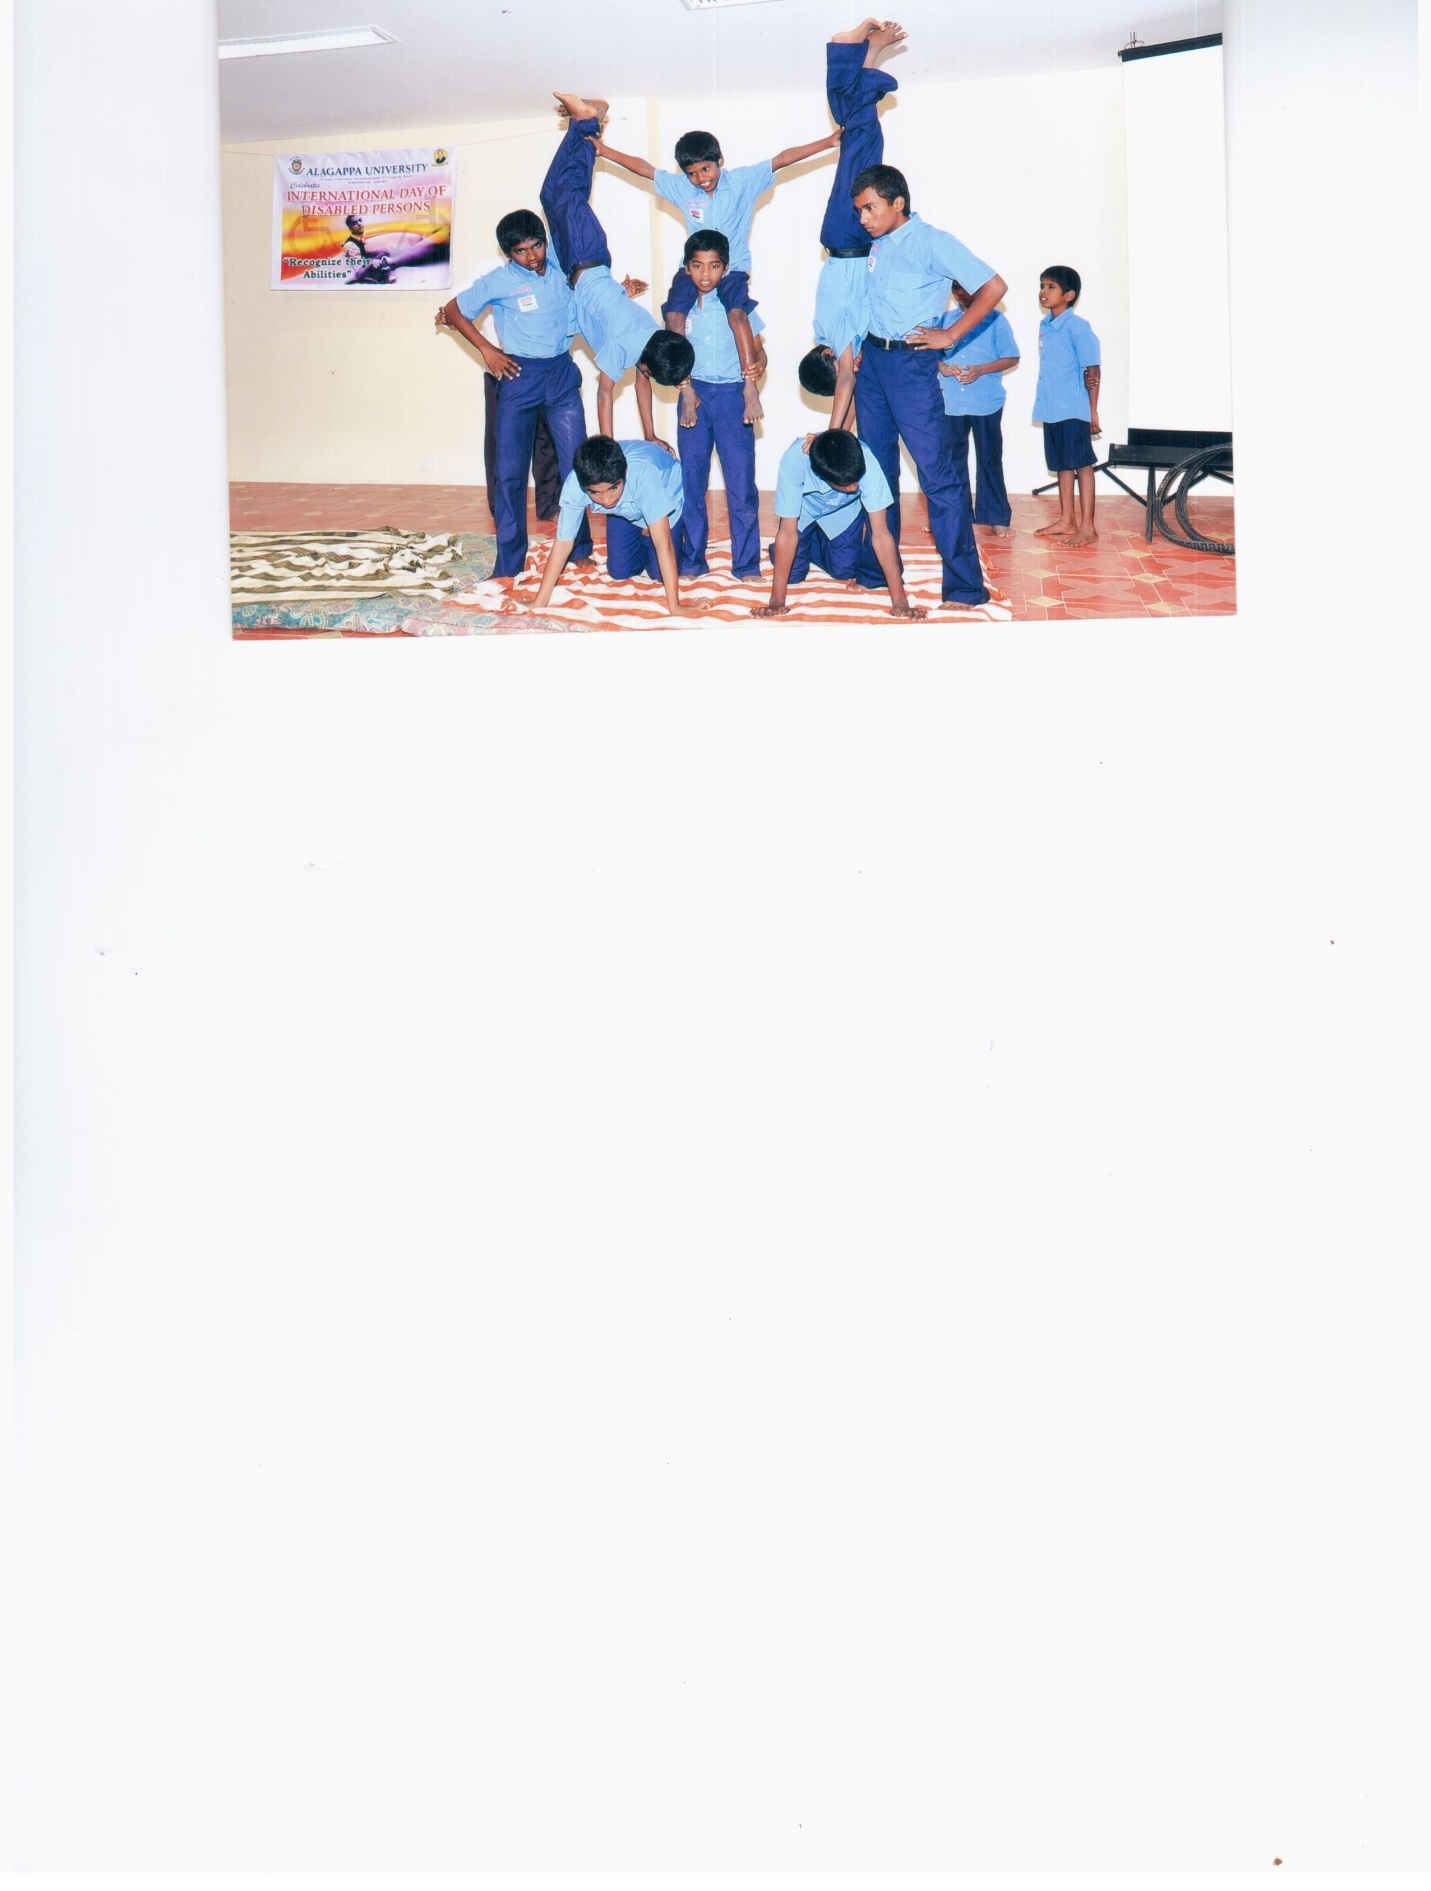 ALAGAPPA UNIVERSITY
Celebrates
INTERNATIONAL DAY OF
DISABLED PERSONS
"Recognize their
Abilities"